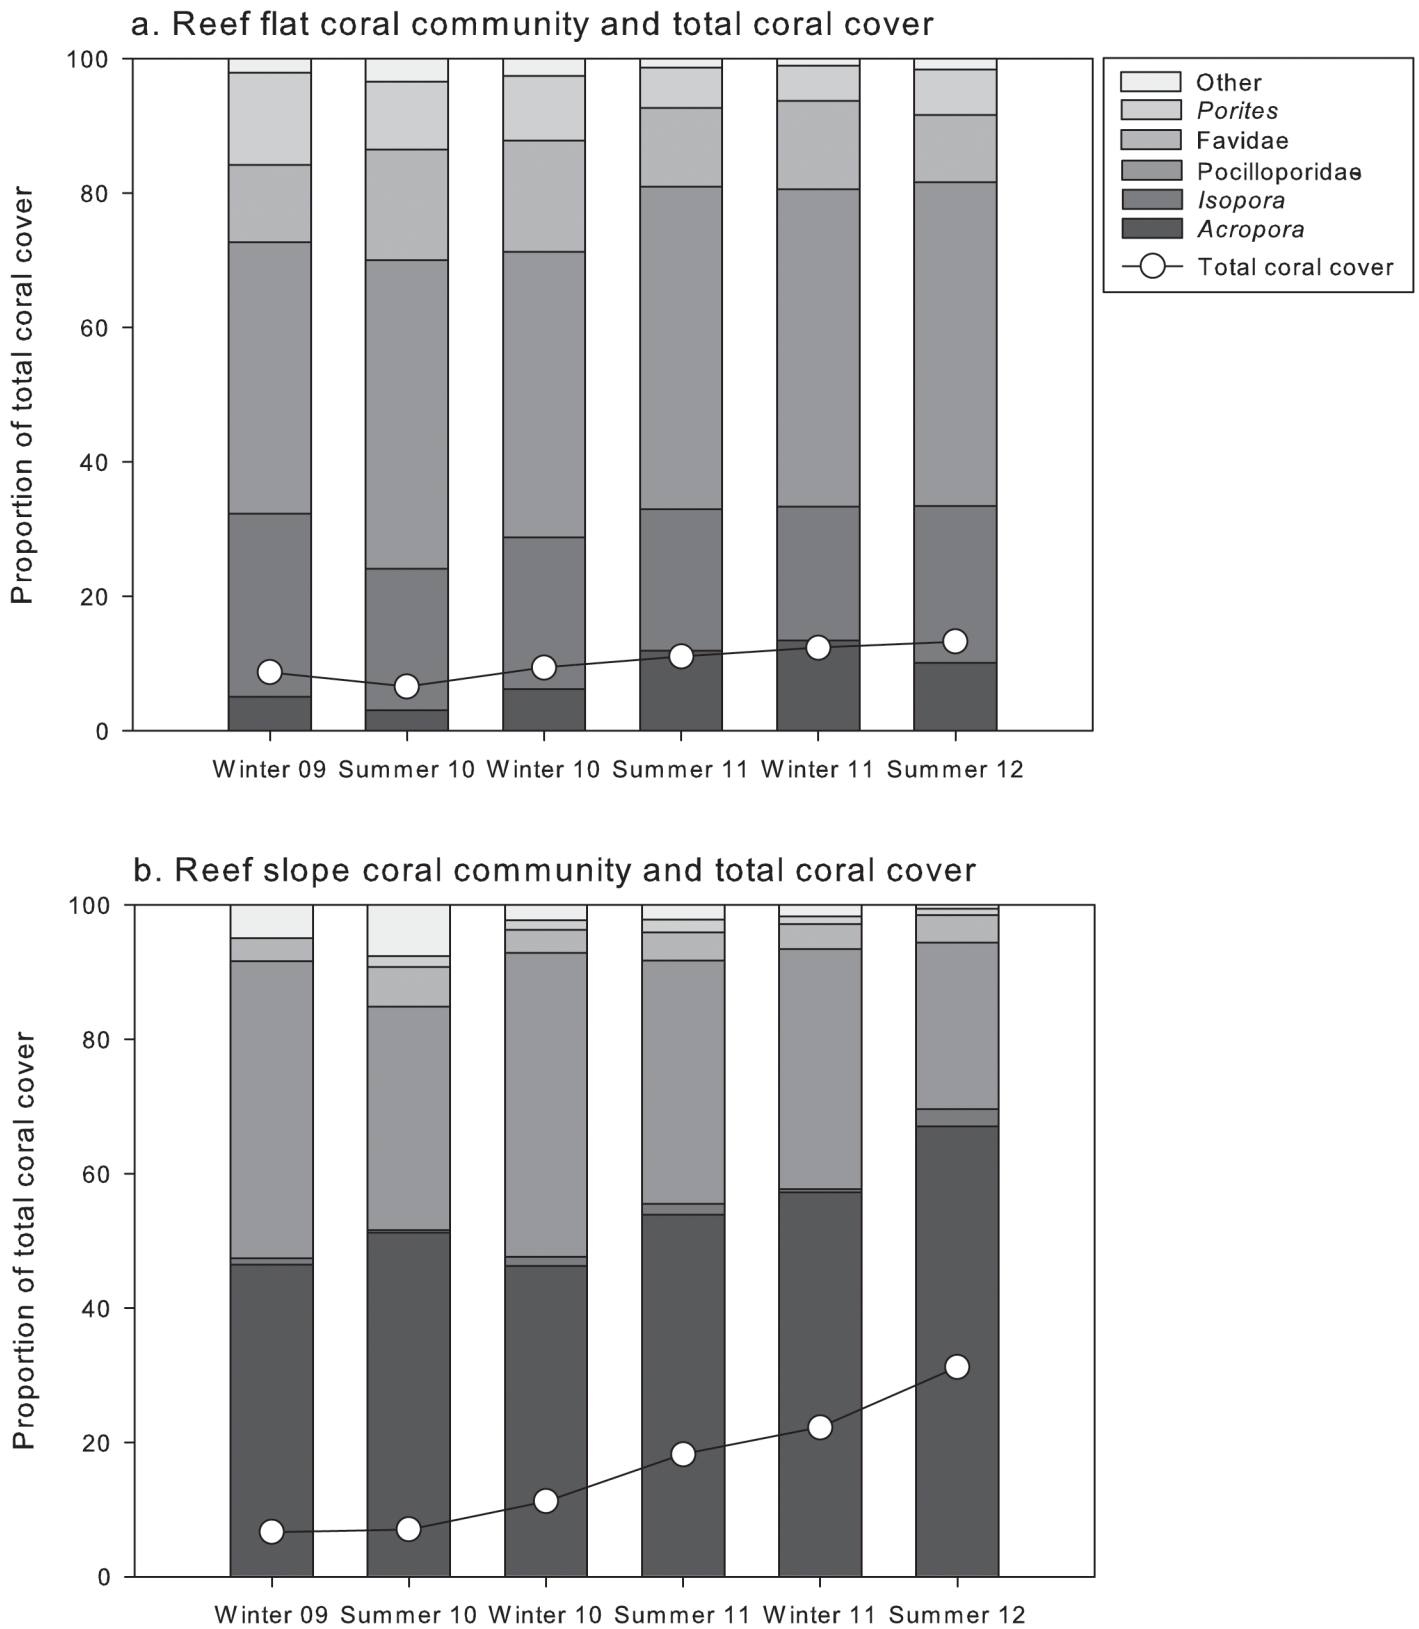 a. Reef flat coral community and total coral cover
Proportion of total coral cover
100
80
60
40
20
0
Winter 09 Summer 10 Winter 10 Summer 11 Winter 11 Summer 12
Other
Porites
Favidae
Pocilloporidae
Isopora
Acropora
Total coral cover
b. Reef slope coral community and total coral cover
Proportion of total coral cover
100
80
60
40
20
0
Winter 09 Summer 10 Winter 10 Summer 11 Winter 11 Summer 12